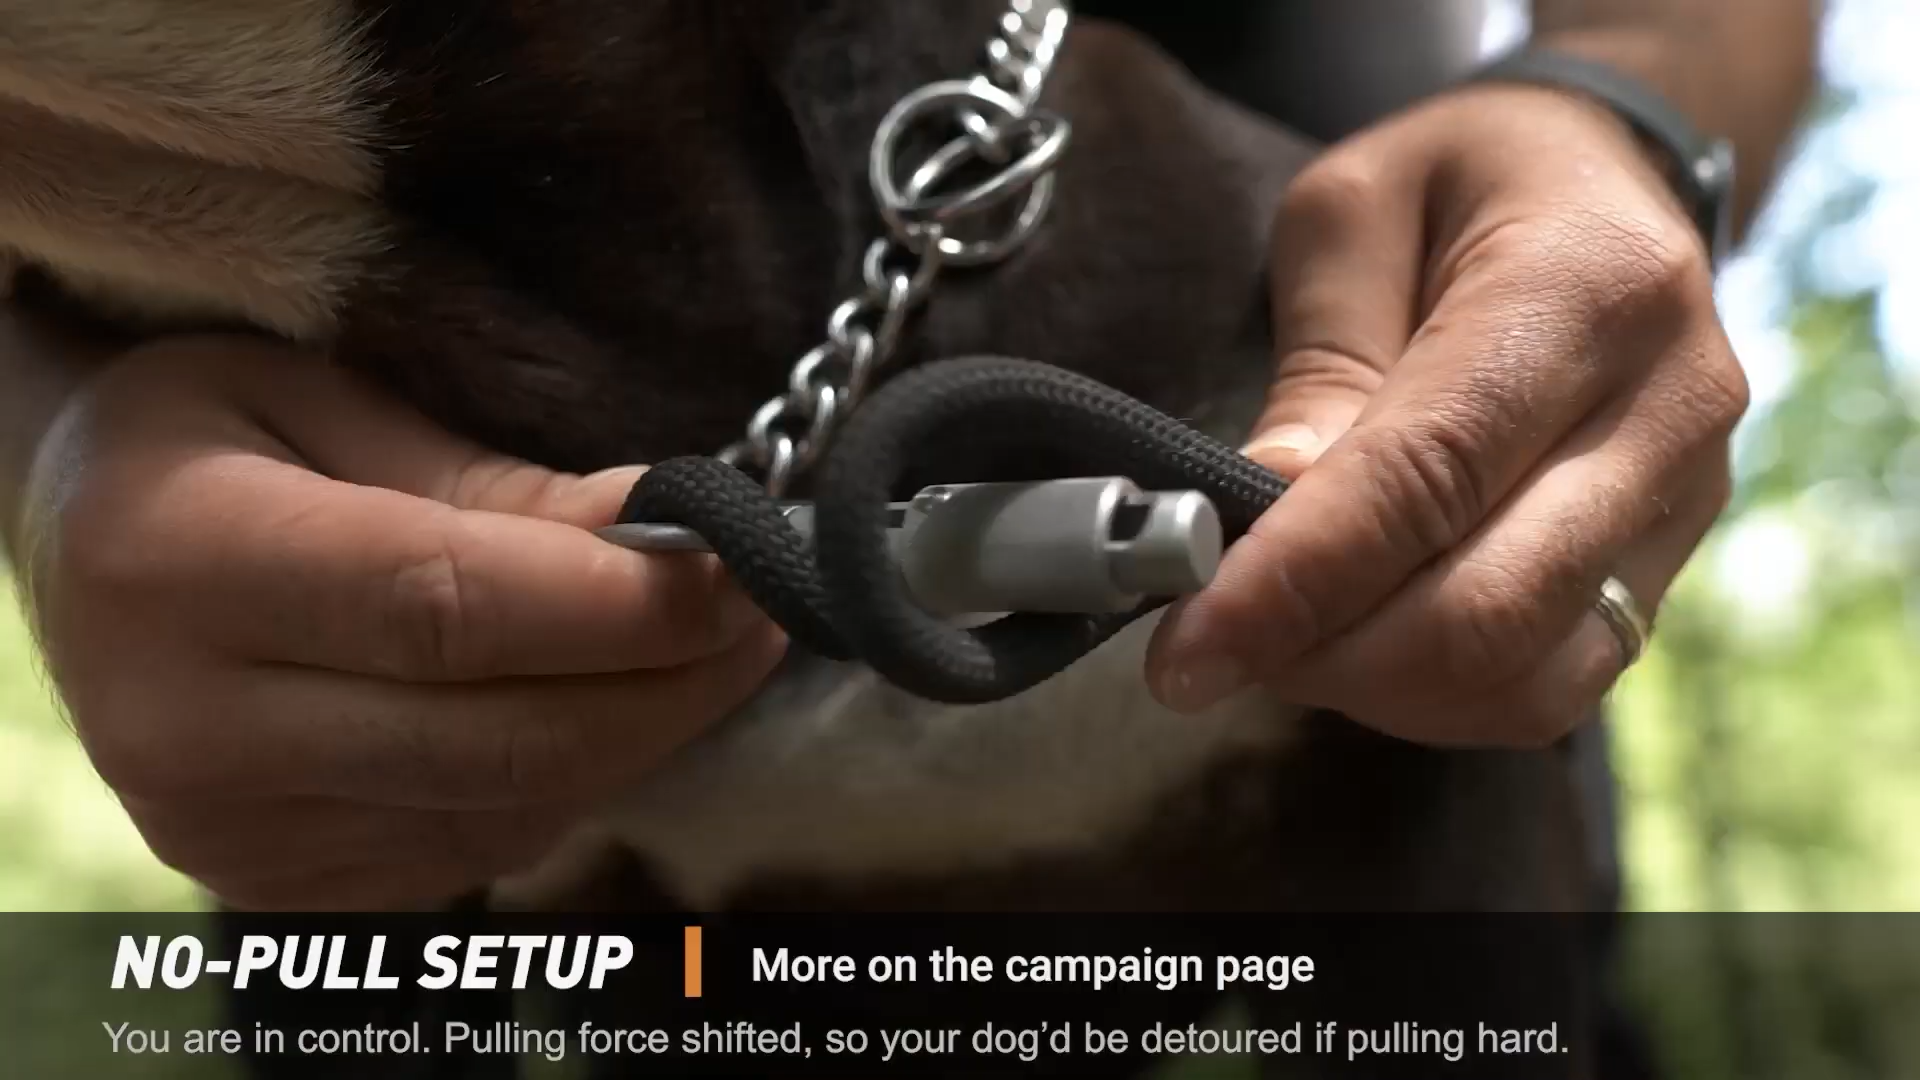 NO-PULL SETUP
More on the campaign page
You are in control. Pulling force shifted, so your dog’d be detoured if pulling hard.